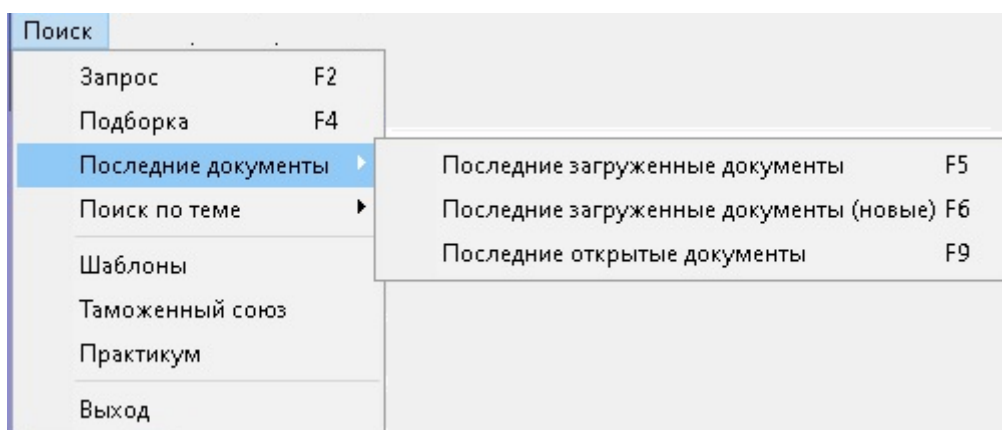 Поиск
Запрос F2
Подборка F4
Последние документы
Последние загруженные документы F5
Поиск по теме
Последние загруженные документы (новые) F6
Последние открытые документы F9
Шаблоны
Таможенный союз
Практикум
Выход